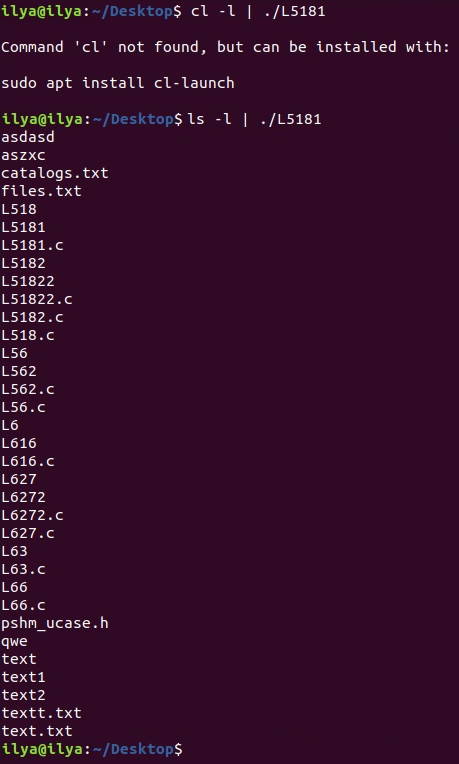 ilya@ilya:~/Desktop$ cl -l | ./L5181
Command 'cl' not found, but can be installed with:
sudo apt install cl-launch
ilya@ilya:~/Desktop$ ls -l | ./L5181
asdasd
aszxc
catalogs.txt
files.txt
L518
L5181
L5181.c
L5182
L51822
L51822.c
L5182.c
L518.c
L56
L562
L562.c
L56.c
L6
L616
L616.c
L627
L6272
L6272.c
L627.c
L63
L63.c
L66
L66.c
pshm_ucase.h
qwe
text
text1
text2
textt.txt
text.txt
ilya@ilya:~/Desktop$